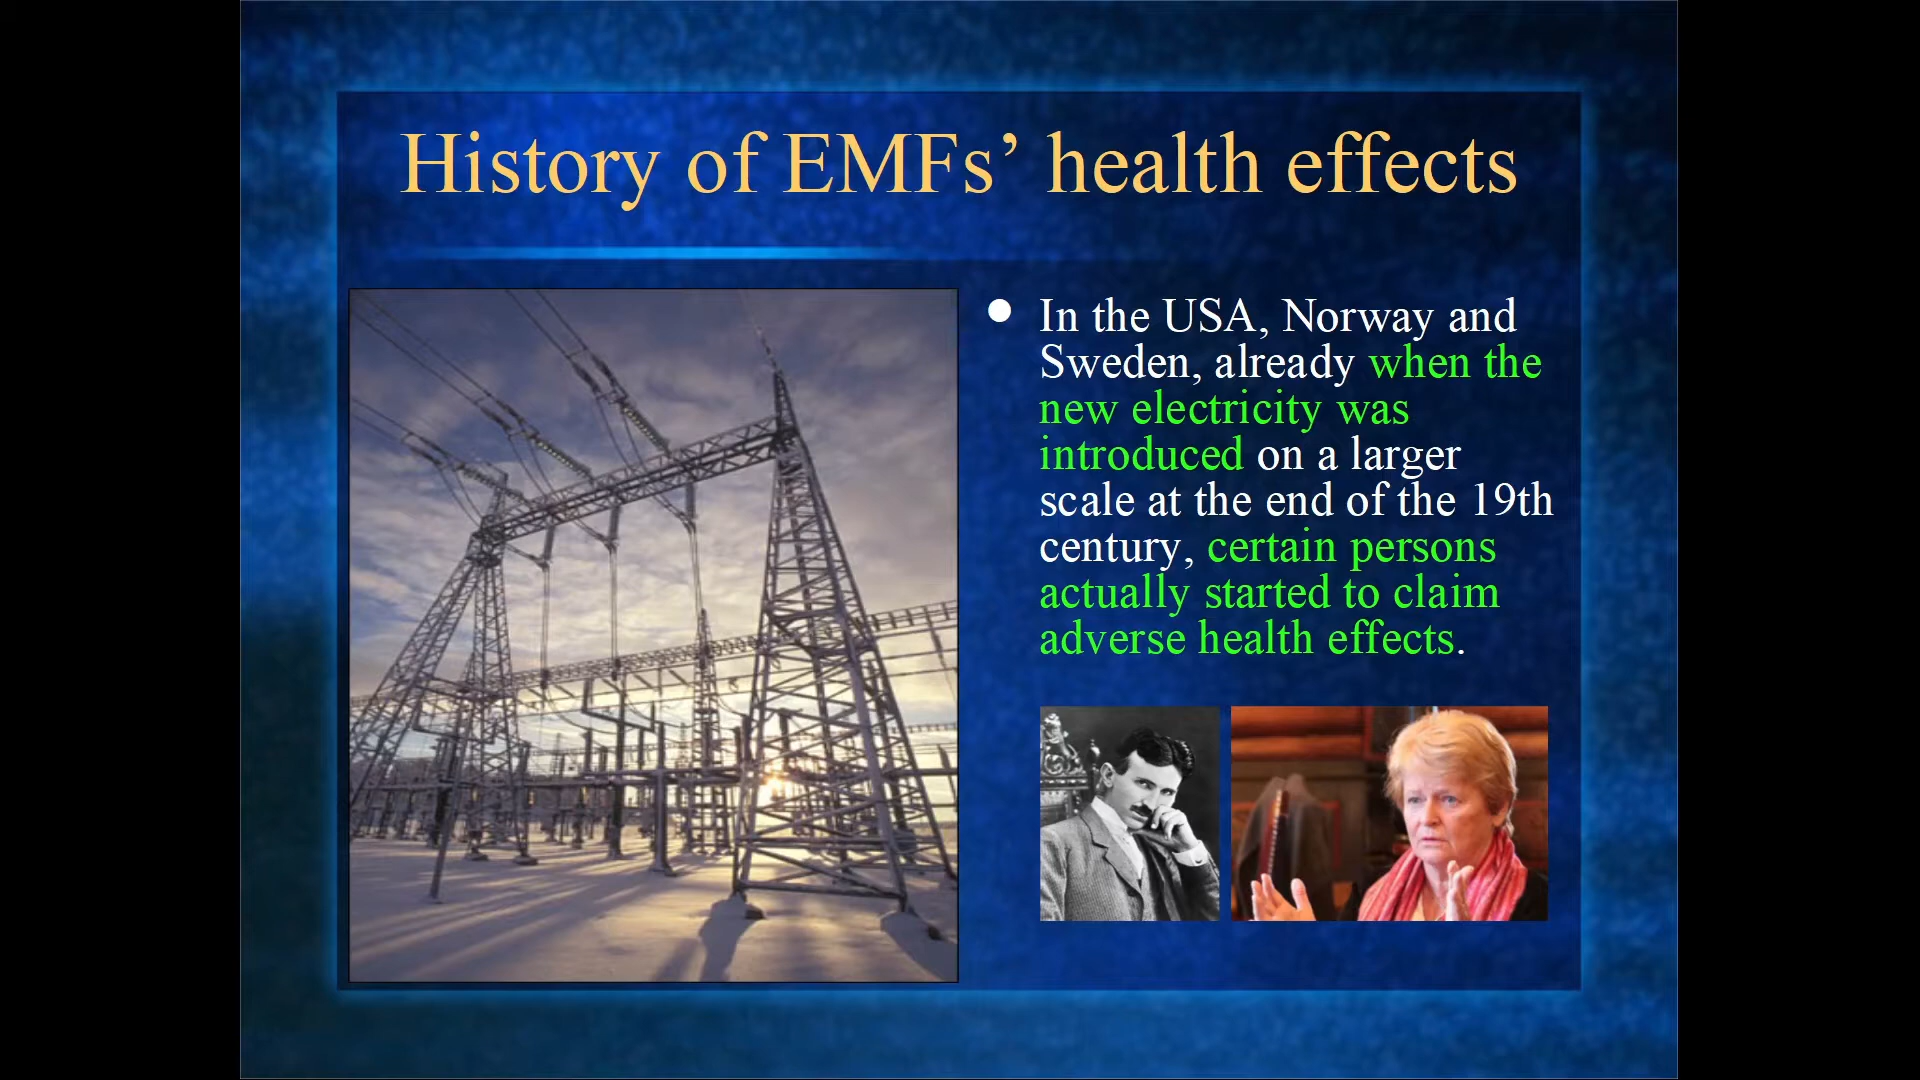 History of EMFs’ health effects
In the USA, Norway and
Sweden, already when the
new electricity was
introduced on a larger
scale at the end of the 19th
century, certain persons
actually started to claim
adverse health effects.